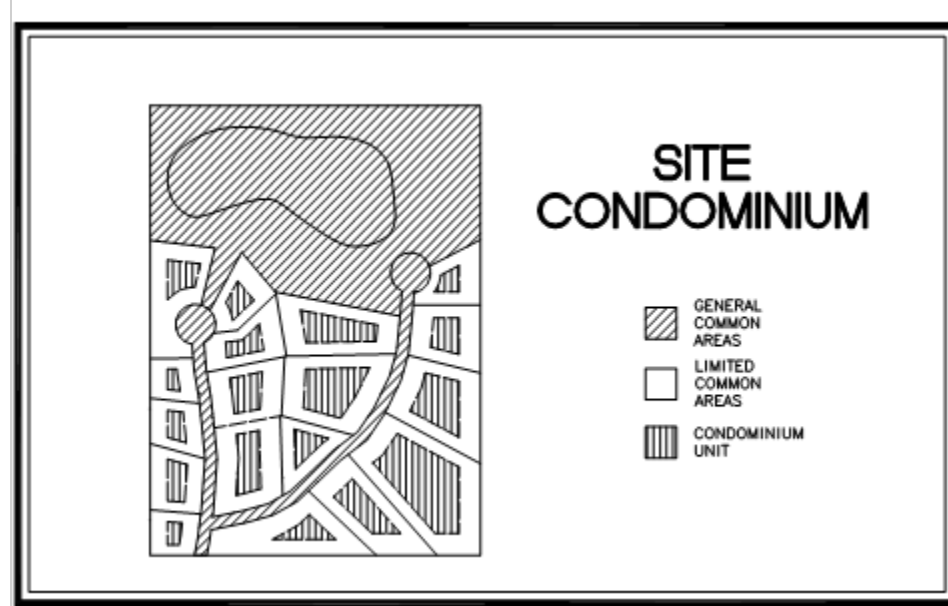 SITE
CONDOMINIUM
GENERAL
COMMON
AREAS
LIMITED
COMMON
AREAS
CONDOMINIUM
UNIT